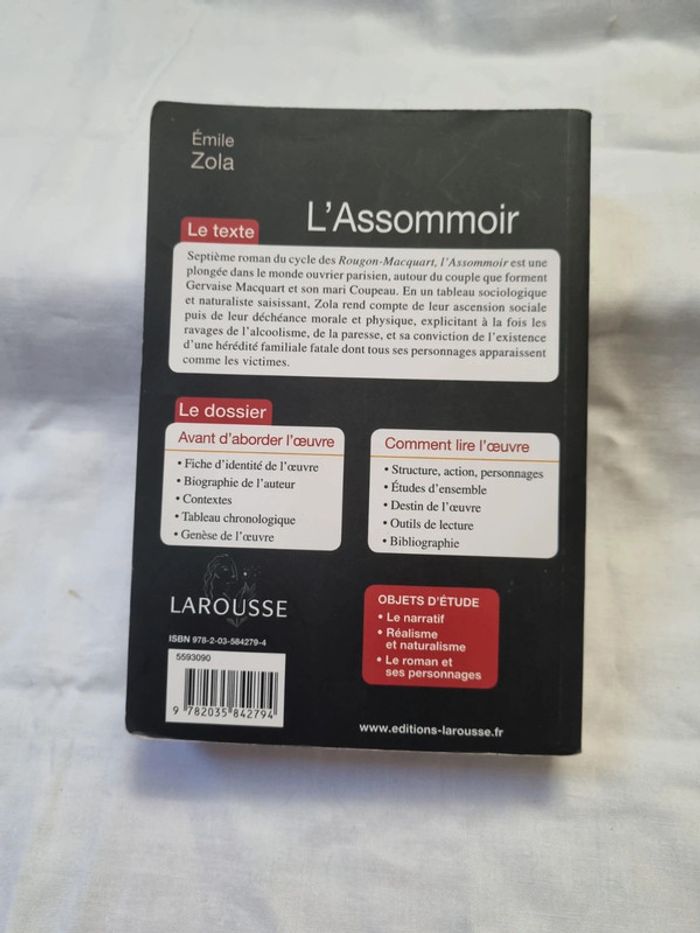 Émile
Zola
L'Assommoir
Le texte
Septième roman du cycle des Rougon-Macquart, l'Assommoir est une
plongée dans le monde ouvrier parisien, autour du couple que forment
Gervaise Macquart et son mari Coupeau. En un tableau sociologique
et naturaliste saisissant, Zola rend compte de leur ascension sociale
puis de leur déchéance morale et physique, explicitant à la fois les
ravages de l'alcoolisme, de la paresse, et sa conviction de l'existence
d'une hérédité familiale fatale dont tous ses personnages apparaissent
comme les victimes.
Le dossier
Avant d'aborder l'œuvre
• Fiche d'identité de l'œuvre
• Biographie de l'auteur
• Contextes
• Tableau chronologique
• Genèse de l'œuvre
Comment lire l'œuvre
• Structure, action, personnages
• Études d'ensemble
• Destin de l'œuvre
• Outils de lecture
• Bibliographie
LAROUSSE
ISBN 978-2-03-584279-4
5593090
9 782035 842794
OBJETS D'ÉTUDE
• Le narratif
• Réalisme
et naturalisme
• Le roman et
ses personnages
www.editions-larousse.fr